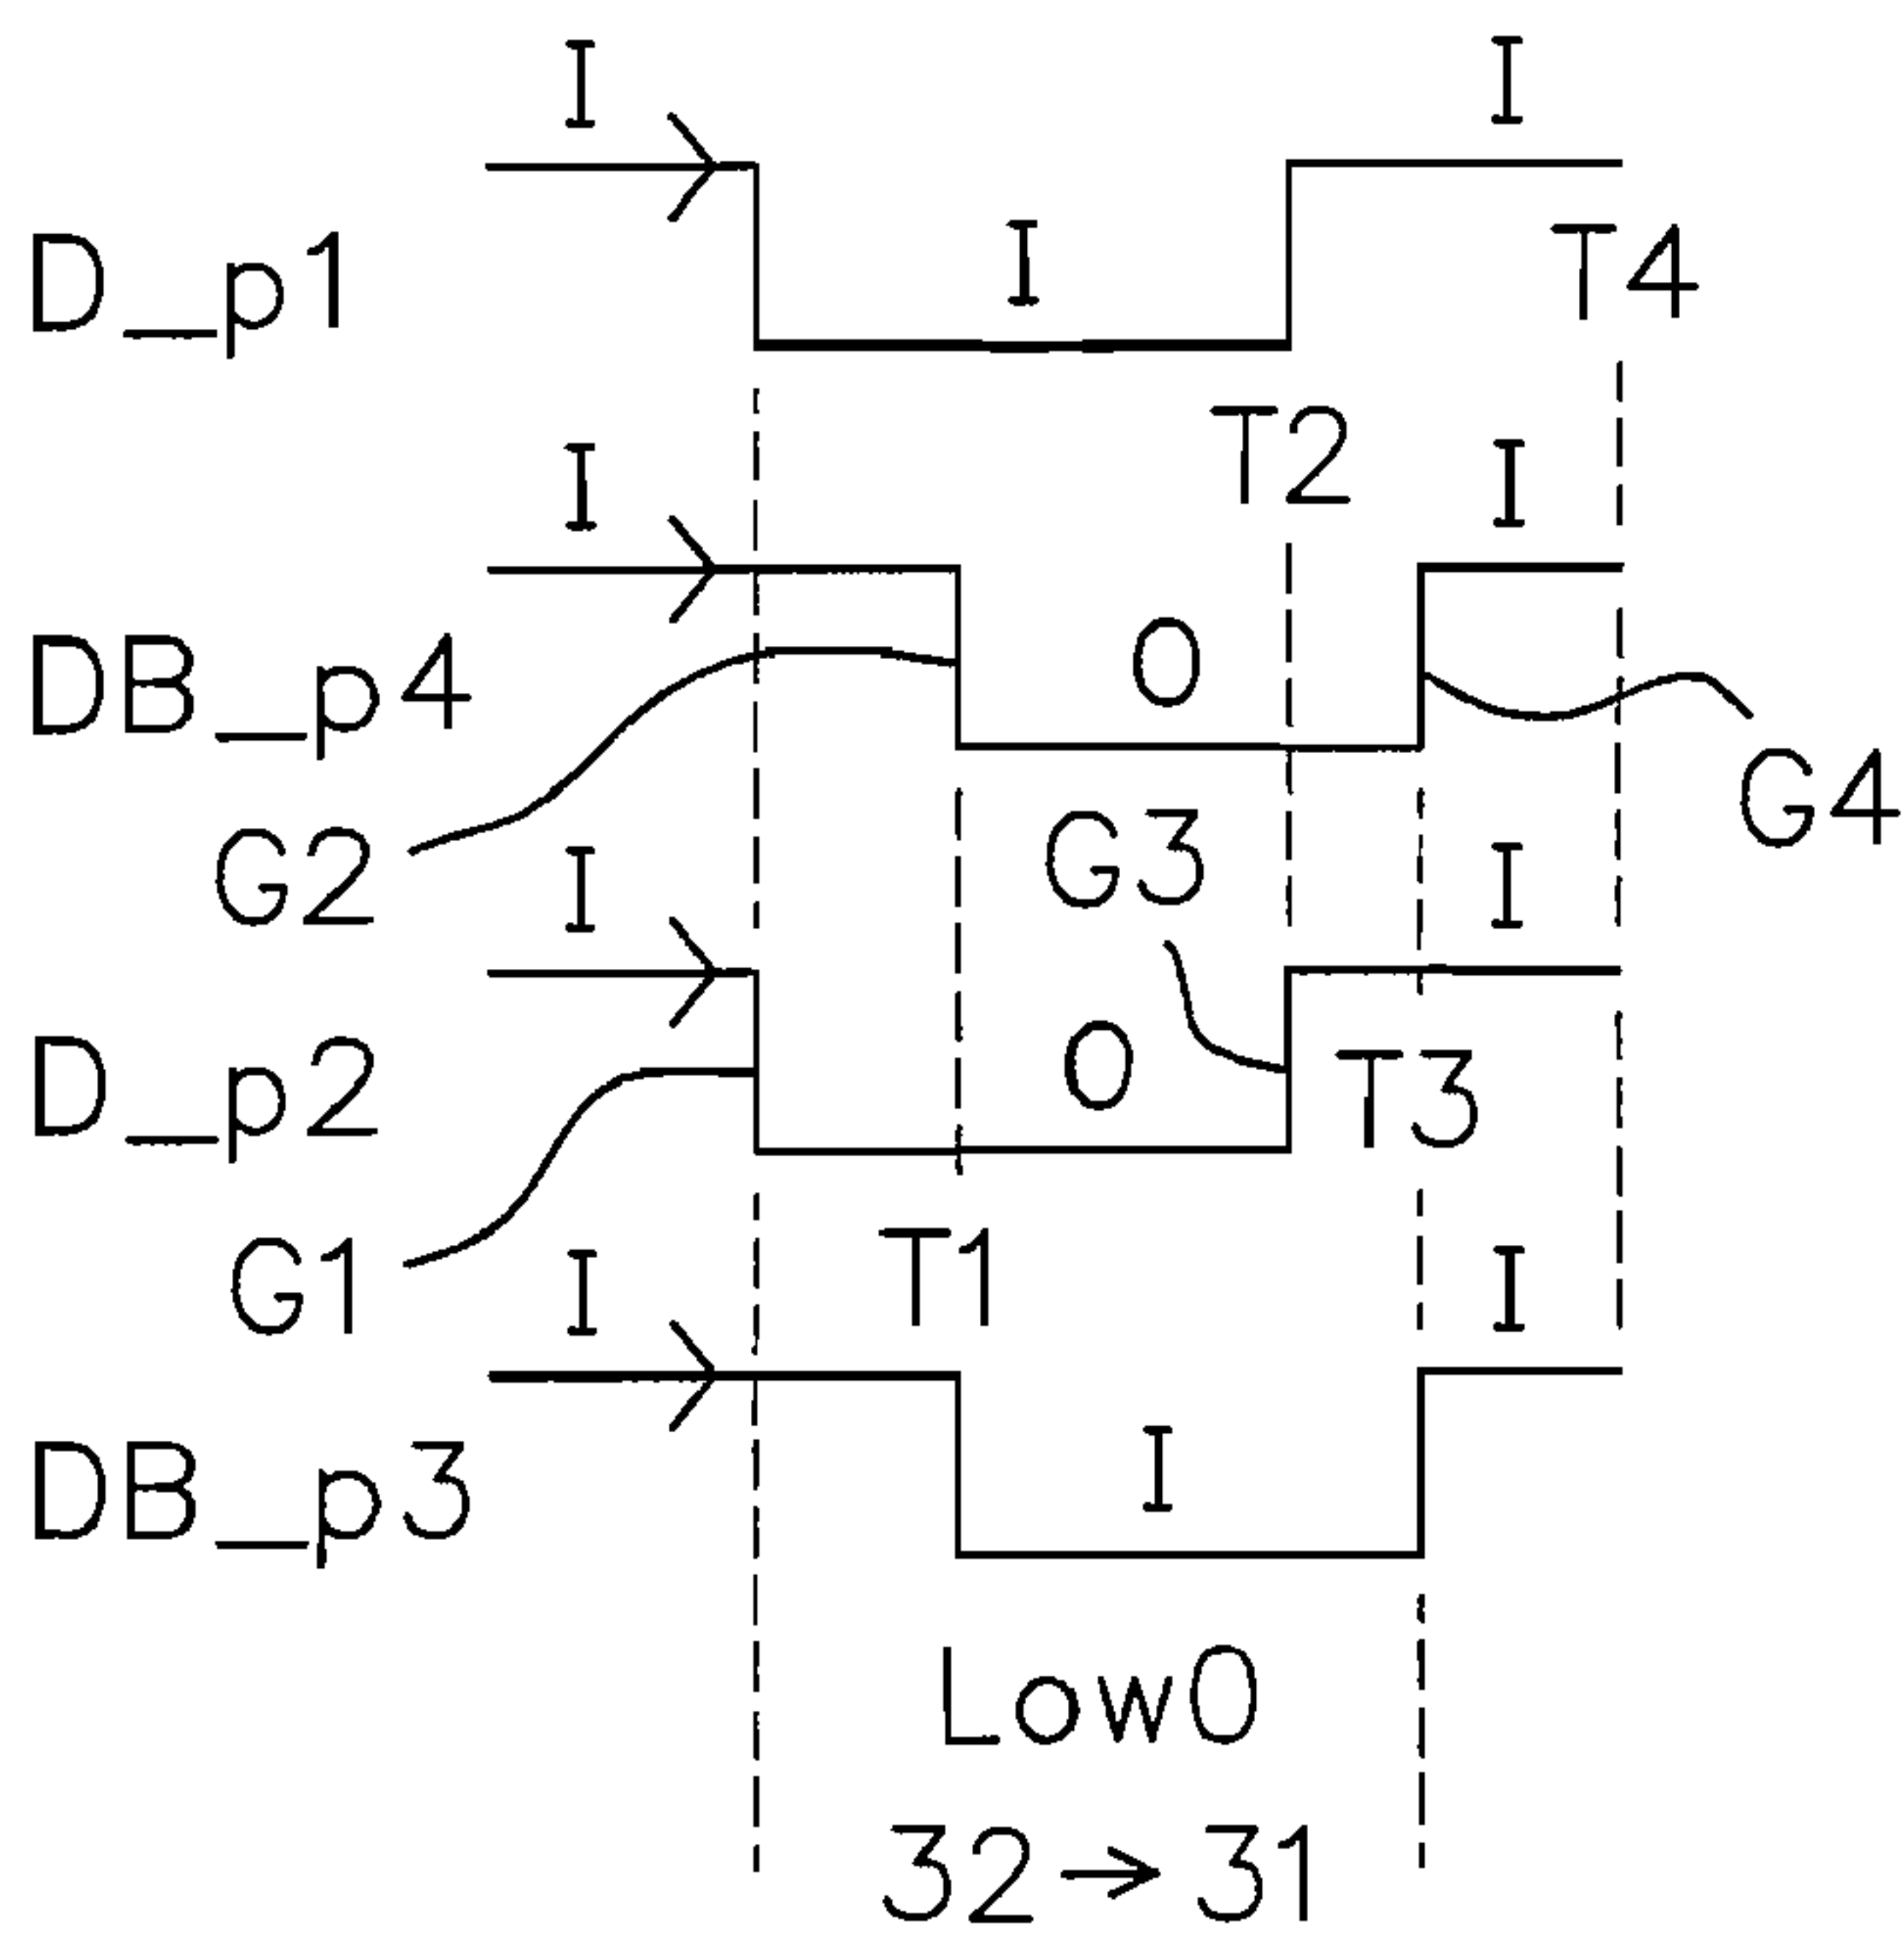 I I
D_p1 I T4
T2
I I
DB_p4 O
G2 G3 G4
I I
D_p2 O T3
G1 T1
I I
DB_p3 I
Low0
32→31